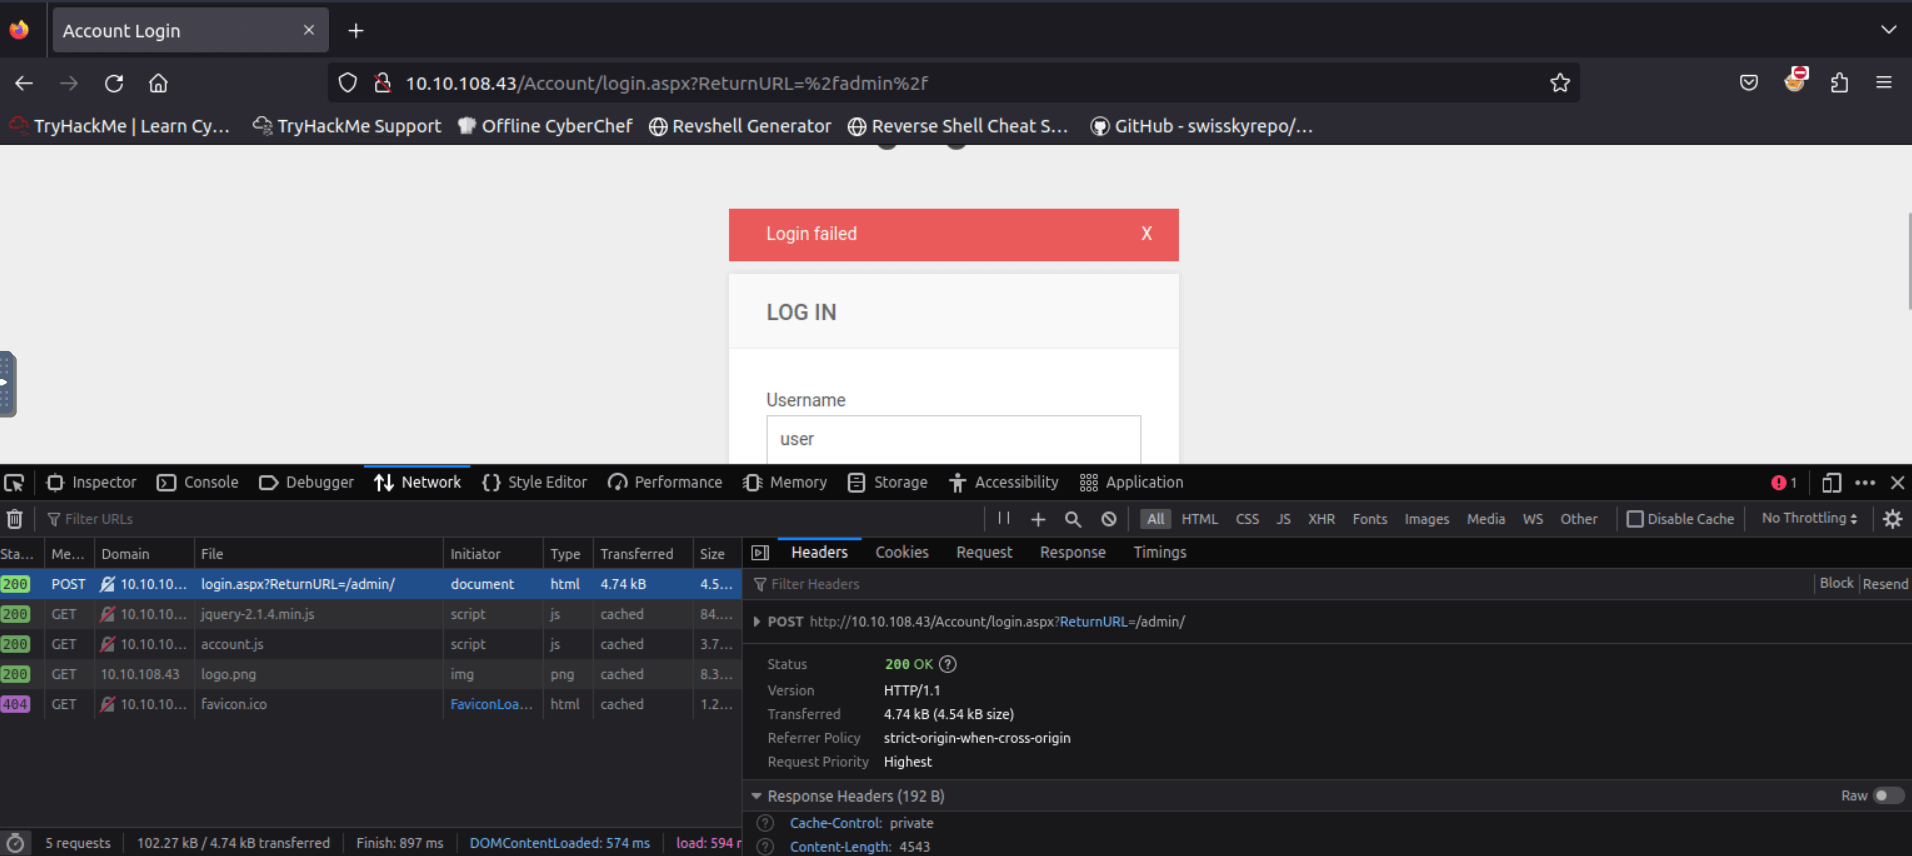 Account Login
10.10.108.43/Account/login.aspx?ReturnURL=%2fadmin%2f
TryHackMe | Learn Cy... TryHackMe Support Offline CyberChef Revshell Generator Reverse Shell Cheat S... GitHub - swisskyrepo/...
Login failed X
LOG IN
Username
user
Inspector Console Debugger Network Style Editor Performance Memory Storage Accessibility Application 1
Filter URLs All HTML CSS JS XHR Fonts Images Media WS Other Disable Cache No Throttling
Sta... Me... Domain File Initiator Type Transferred Size
200 POST 10.10.10... login.aspx?ReturnURL=/admin/ document html 4.74 kB 4.5...
200 GET 10.10.10... jquery-2.1.4.min.js script js cached 84....
200 GET 10.10.10... account.js script js cached 3.7...
200 GET 10.10.108.43 logo.png img png cached 8.3...
404 GET 10.10.10... favicon.ico FaviconLoa... html cached 1.2...
5 requests 102.27 kB / 4.74 kB transferred Finish: 897 ms DOMContentLoaded: 574 ms load: 594
Headers Cookies Request Response Timings
Filter Headers Block Resend
POST http://10.10.108.43/Account/login.aspx?ReturnURL=/admin/
Status 200 OK
Version HTTP/1.1
Transferred 4.74 kB (4.54 kB size)
Referrer Policy strict-origin-when-cross-origin
Request Priority Highest
Response Headers (192 B) Raw
Cache-Control: private
Content-Length: 4543